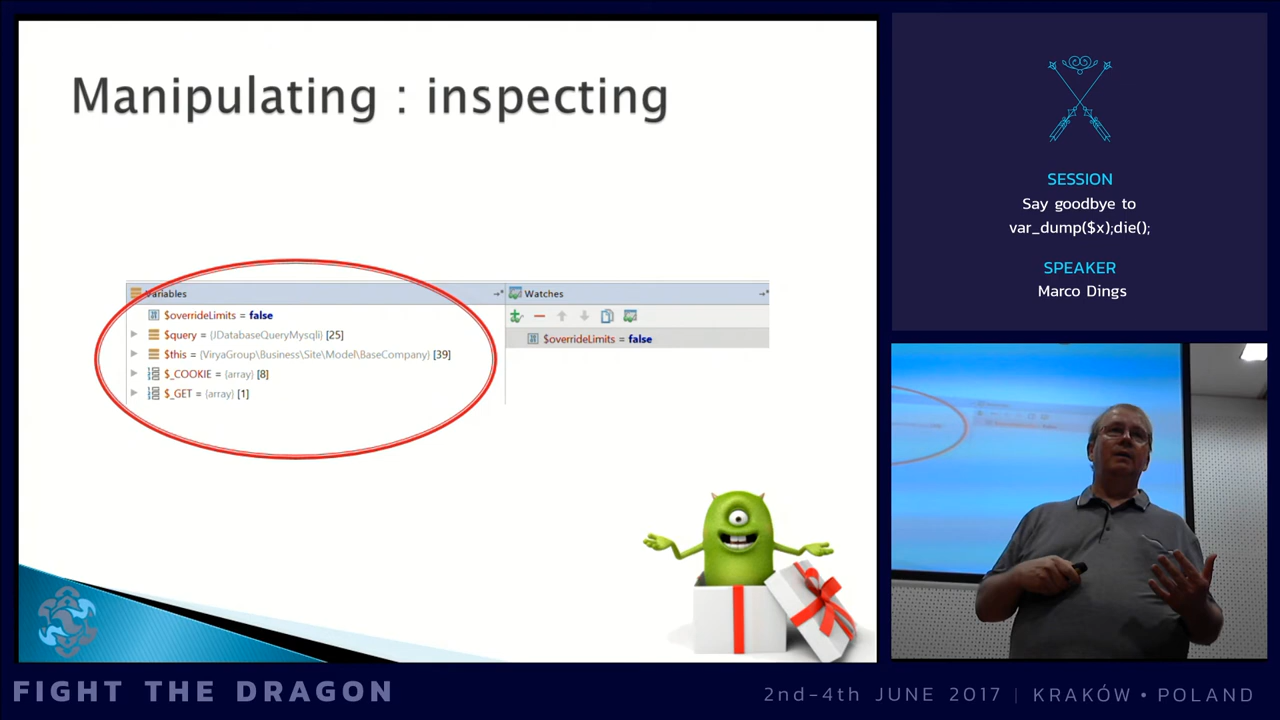 Manipulating : inspecting
Variables
$overrideLimits = false
$query = {JDatabaseQueryMysqli} [25]
$this = {ViryaGroup\Business\Site\Model\BaseCompany} [39]
$_COOKIE = {array} [8]
$_GET = {array} [1]
Watches
$overrideLimits = false
SESSION
Say goodbye to
var_dump($x);die();
SPEAKER
Marco Dings
FIGHT THE DRAGON
2nd-4th JUNE 2017 | KRAKÓW • POLAND